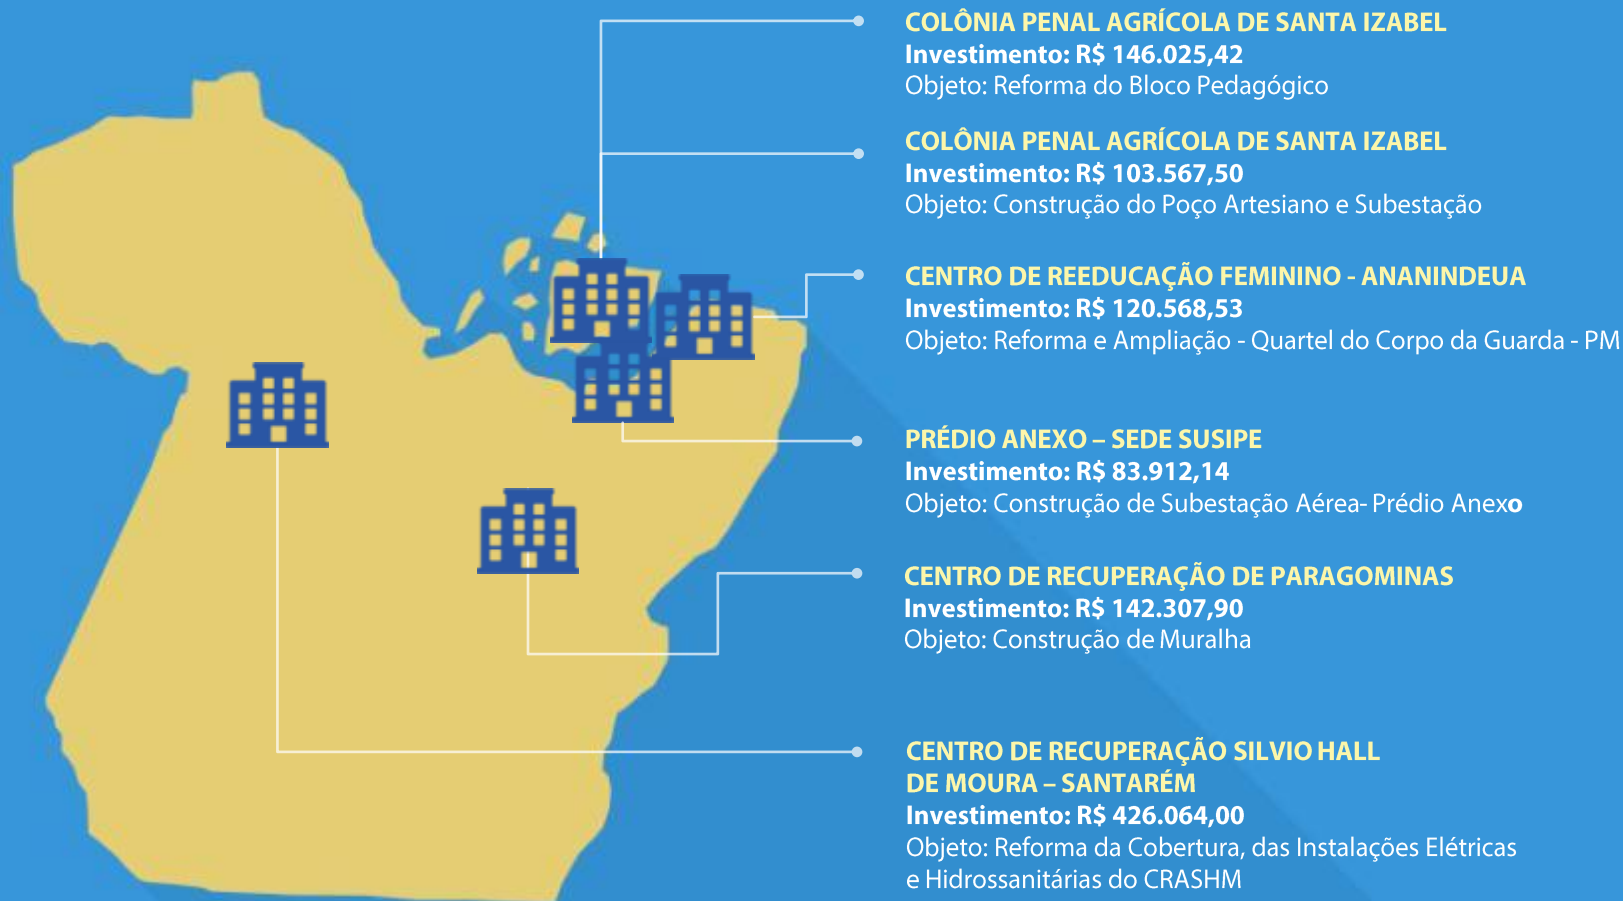 COLÔNIA PENAL AGRÍCOLA DE SANTA IZABEL
Investimento: R$ 146.025,42
Objeto: Reforma do Bloco Pedagógico
COLÔNIA PENAL AGRÍCOLA DE SANTA IZABEL
Investimento: R$ 103.567,50
Objeto: Construção do Poço Artesiano e Subestação
CENTRO DE REEDUCAÇÃO FEMININO - ANANINDEUA
Investimento: R$ 120.568,53
Objeto: Reforma e Ampliação - Quartel do Corpo da Guarda - PM
PRÉDIO ANEXO – SEDE SUSIPE
Investimento: R$ 83.912,14
Objeto: Construção de Subestação Aérea- Prédio Anexo
CENTRO DE RECUPERAÇÃO DE PARAGOMINAS
Investimento: R$ 142.307,90
Objeto: Construção de Muralha
CENTRO DE RECUPERAÇÃO SILVIO HALL
DE MOURA – SANTARÉM
Investimento: R$ 426.064,00
Objeto: Reforma da Cobertura, das Instalações Elétricas
e Hidrossanitárias do CRASHM